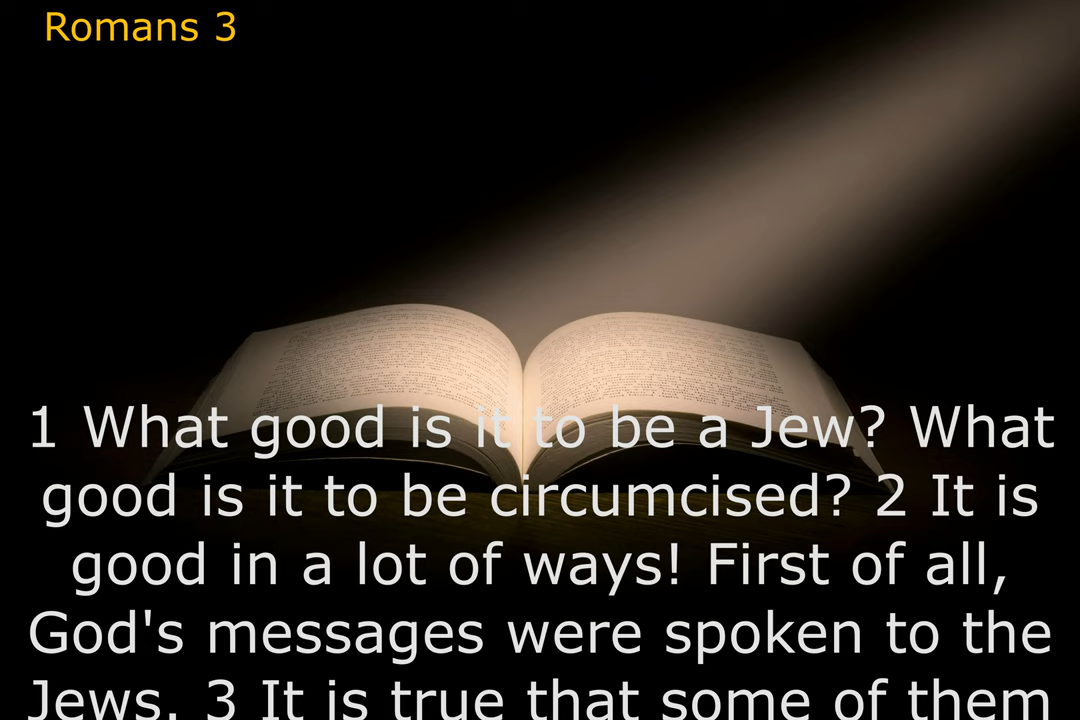 Romans 3
1 What good is it to be a Jew? What
good is it to be circumcised? 2 It is
good in a lot of ways! First of all,
God's messages were spoken to the
Jews. 3 It is true that some of them